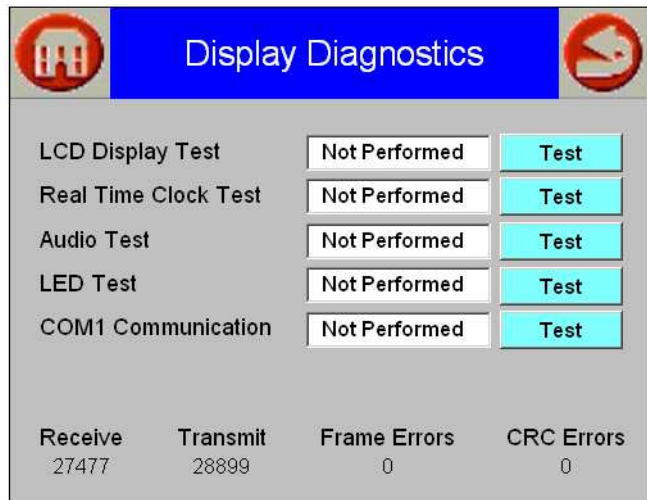 Display Diagnostics
LCD Display Test Not Performed Test
Real Time Clock Test Not Performed Test
Audio Test Not Performed Test
LED Test Not Performed Test
COM1 Communication Not Performed Test
Receive Transmit Frame Errors CRC Errors
27477 28899 0 0